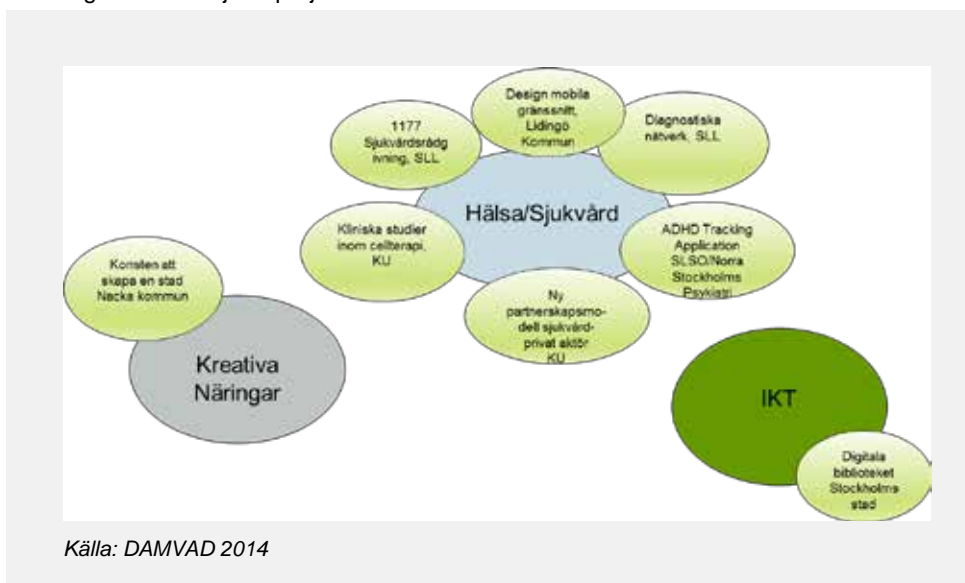 Design mobila
gränssnitt,
Lidingö
Kommun
1177
Sjukvårdsrådg
ivning, SLL
Diagnostiska
nätverk, SLL
Hälsa/Sjukvård
Kliniska studier
inom cellterapi,
KU
ADHD Tracking
Application
SLSO/Norra
Stockholms
Psykiatri
Konsten att
skapa en stad
Nacka kommun
Ny
partnerskapsmo-
dell sjukvård-
privat aktör
KU
Kreativa
Näringar
IKT
Digitala
biblioteket
Stockholms
stad
Källa: DAMVAD 2014